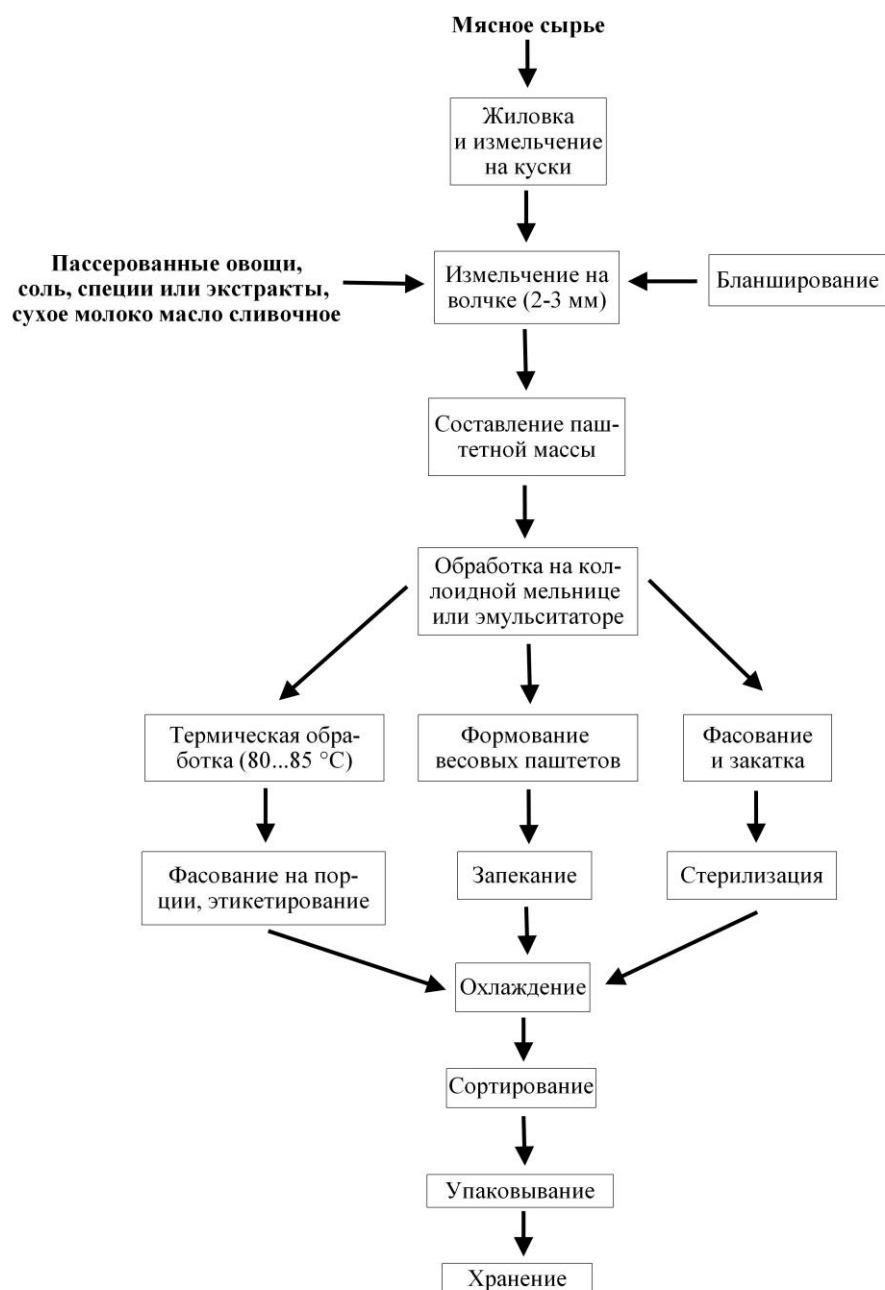 Мясное сырье
Жиловка
и измельчение
на куски
Пассерованные овощи,
соль, специи или экстракты,
сухое молоко масло сливочное
Измельчение на
волчке (2-3 мм)
Бланширование
Составление паш-
тетной массы
Обработка на кол-
лоидной мельнице
или эмульситаторе
Термическая обра-
ботка (80...85 °С)
Формование
весовых паштетов
Фасование
и закатка
Фасование на пор-
ции, этикетирование
Запекание
Стерилизация
Охлаждение
Сортирование
Упаковывание
Хранение